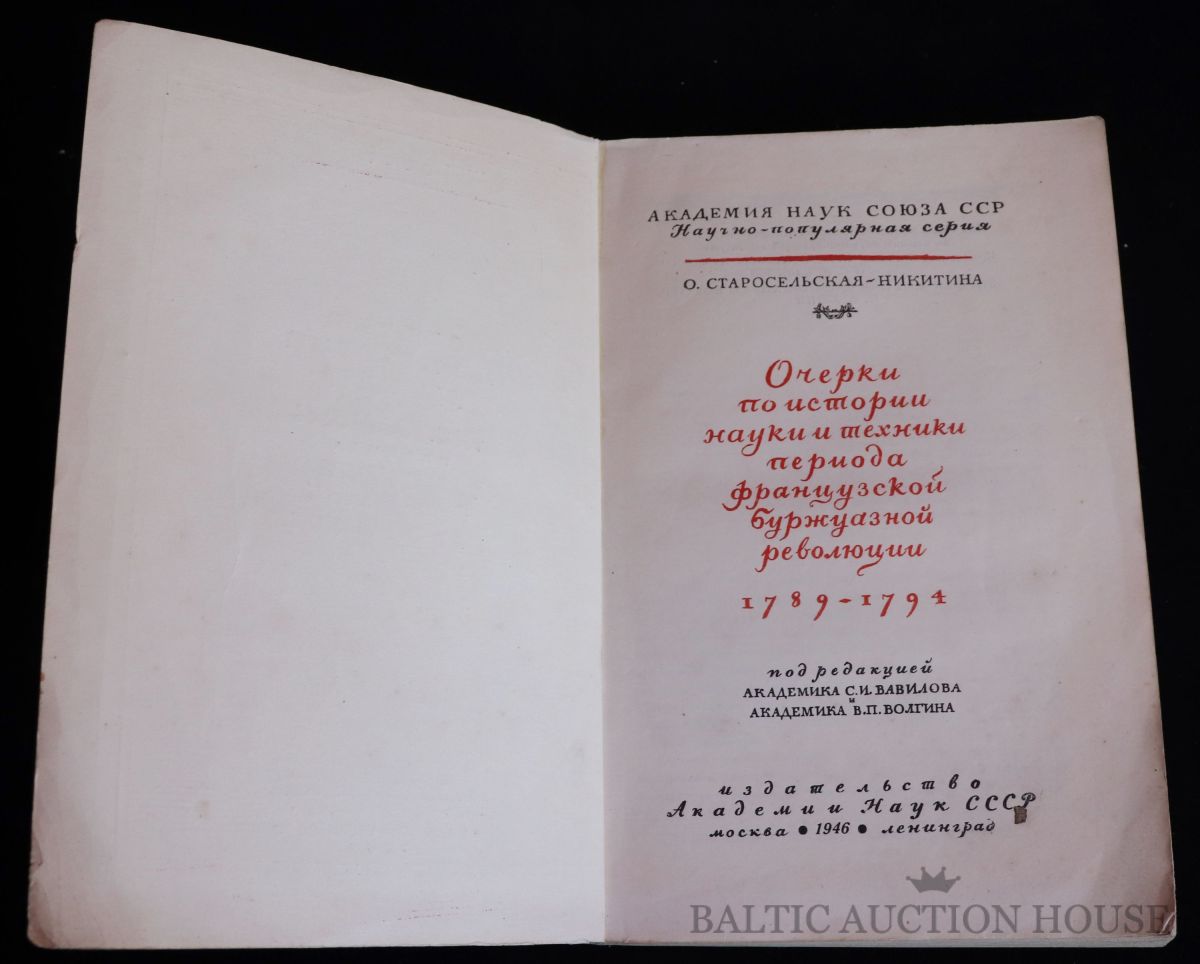 АКАДЕМИЯ НАУК СОЮЗА ССР
Научно-популярная серия
О. СТАРОСЕЛЬСКАЯ-НИКИТИНА
Очерки
по истории
науки и техники
периода
французской
буржуазной
революции
1789-1794
под редакцией
АКАДЕМИКА С.И. ВАВИЛОВА
и
АКАДЕМИКА В.П. ВОЛГИНА
издательство
Академии Наук СССР
москва • 1946 • ленинград
BALTIC AUCTION HOUSE